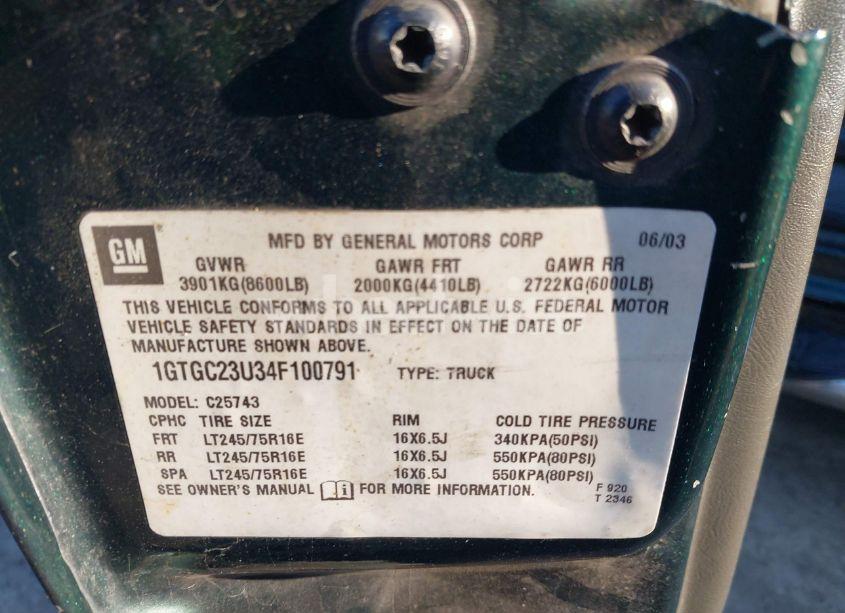 GM
MFD BY GENERAL MOTORS CORP 06/03
GVWR GAWR FRT GAWR RR
3901KG(8600LB) 2000KG(4410LB) 2722KG(6000LB)
THIS VEHICLE CONFORMS TO ALL APPLICABLE U.S. FEDERAL MOTOR
VEHICLE SAFETY STANDARDS IN EFFECT ON THE DATE OF
MANUFACTURE SHOWN ABOVE.
1GTGC23U34F100791 TYPE: TRUCK
MODEL: C25743
CPHC TIRE SIZE RIM COLD TIRE PRESSURE
FRT LT245/75R16E 16X6.5J 340KPA(50PSI)
RR LT245/75R16E 16X6.5J 550KPA(80PSI)
SPA LT245/75R16E 16X6.5J 550KPA(80PSI)
SEE OWNER'S MANUAL i FOR MORE INFORMATION.
F 920
T 2346